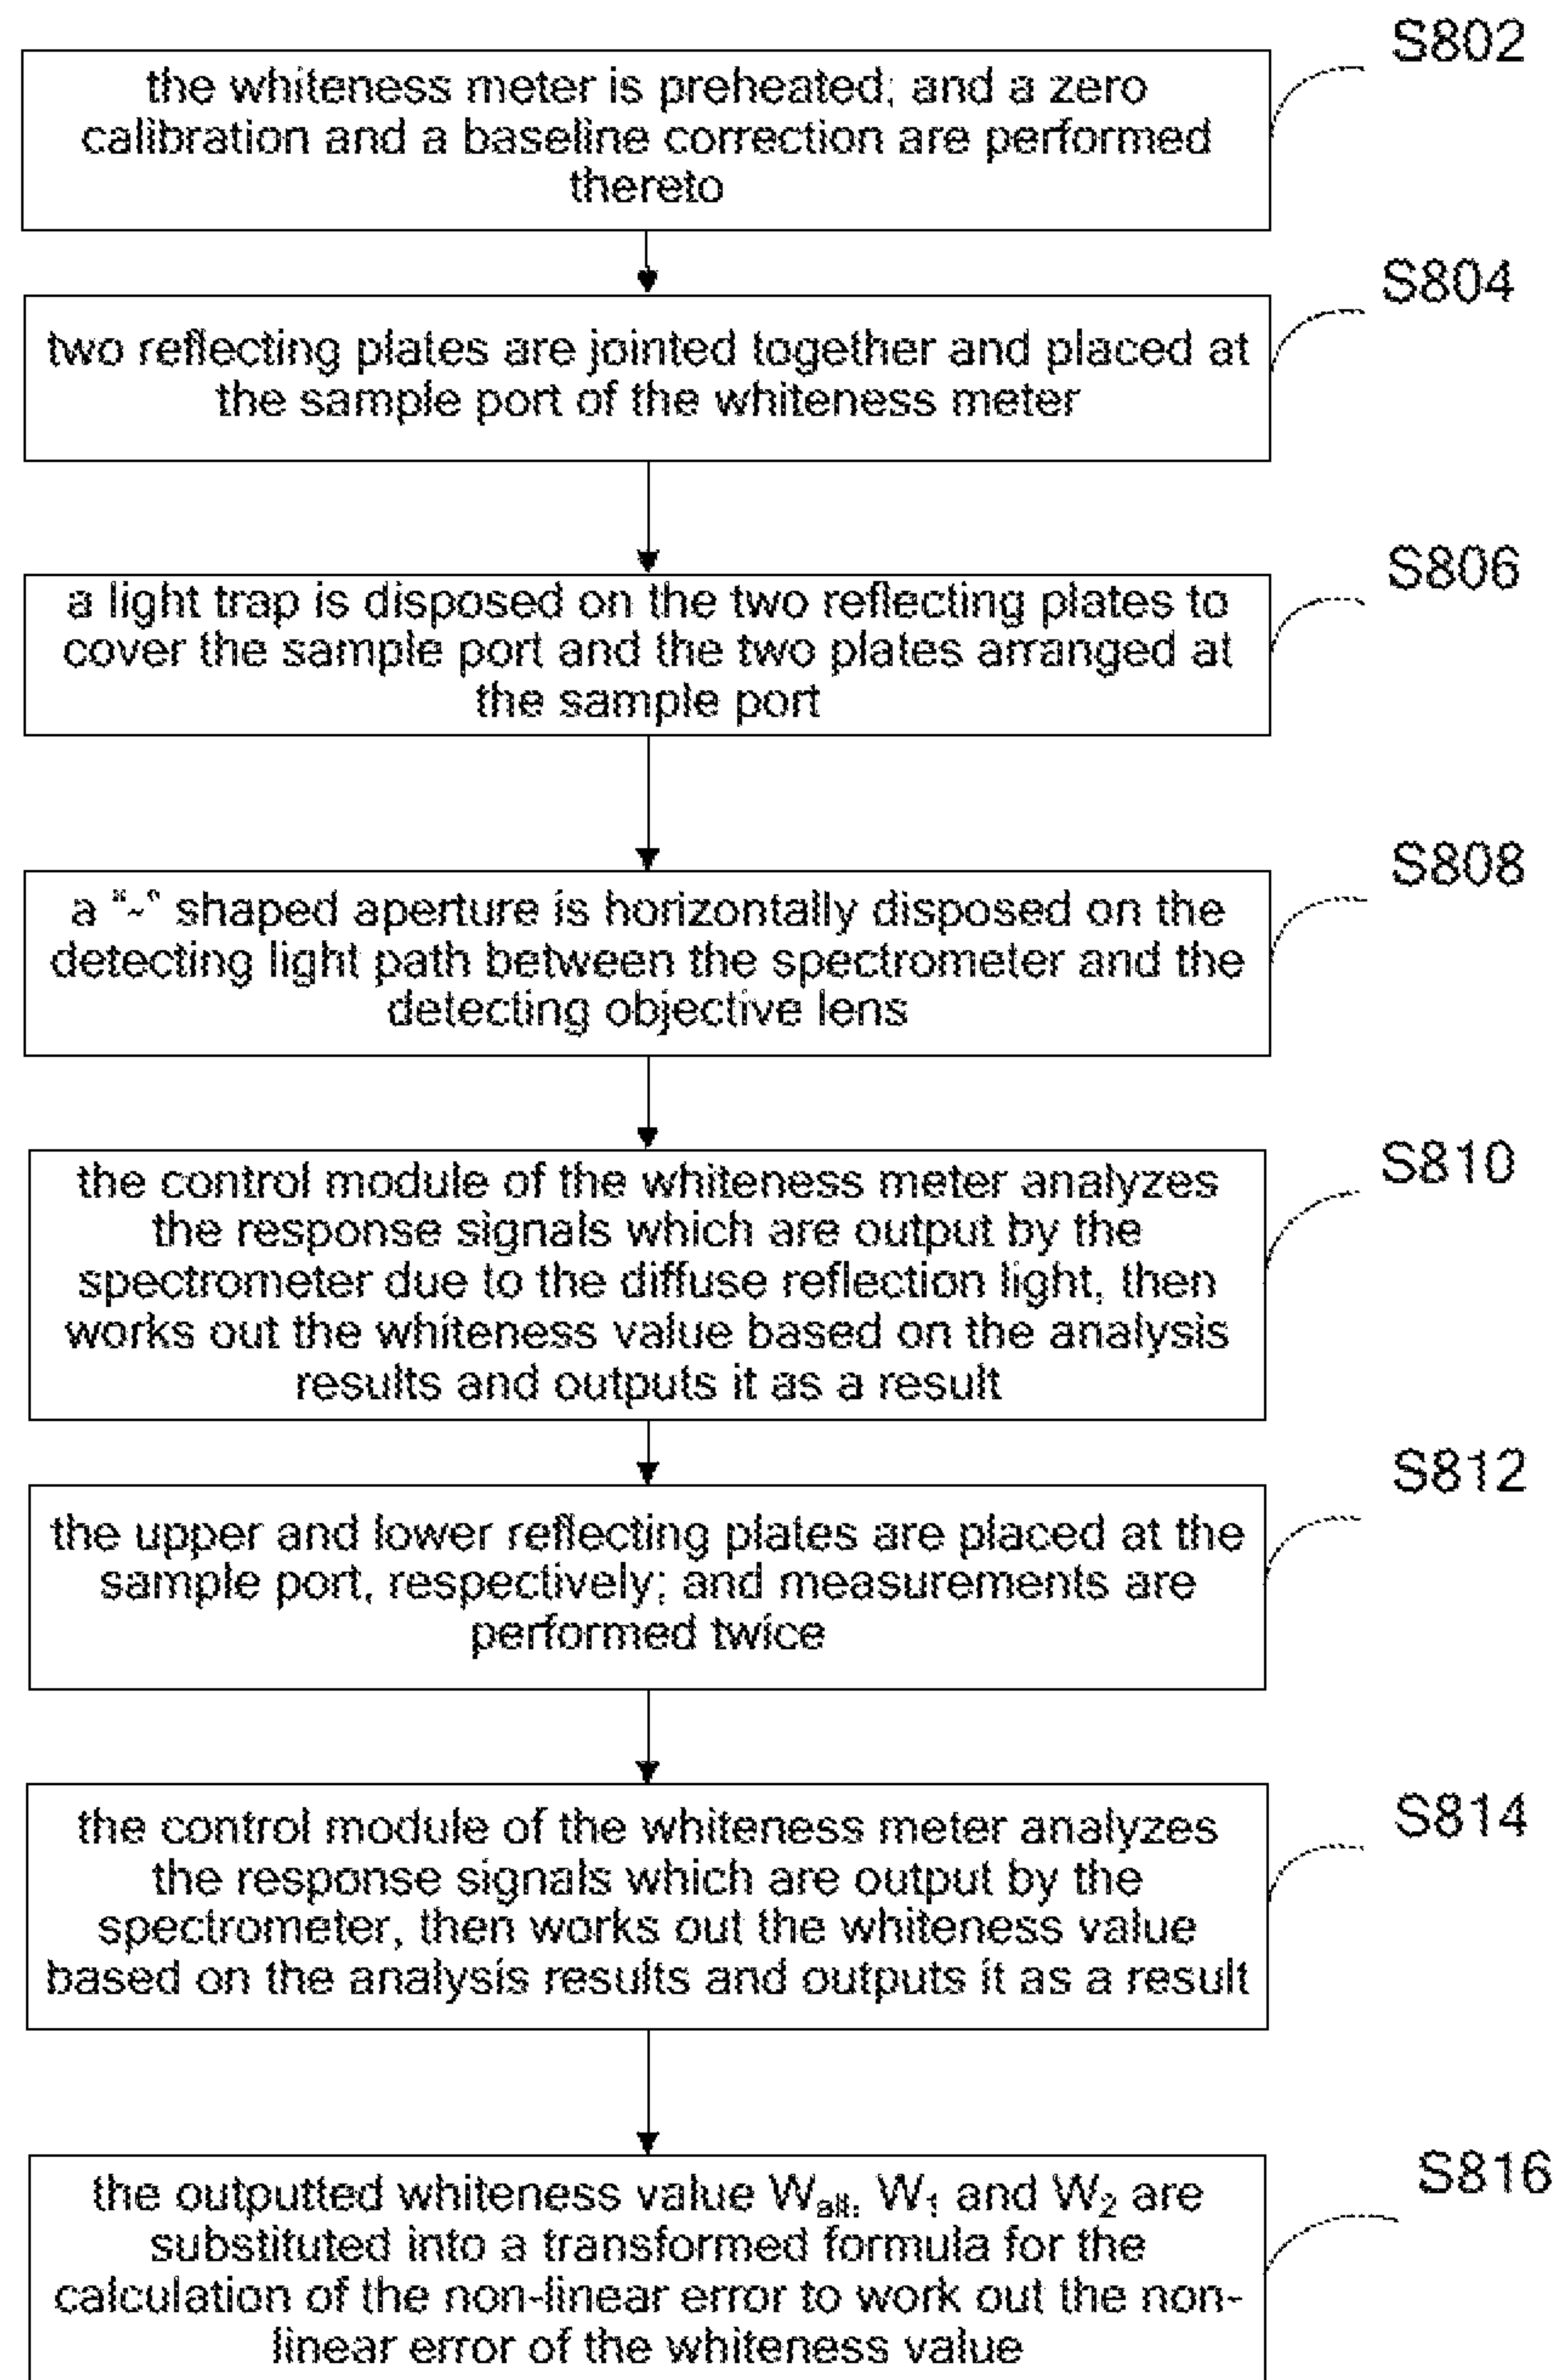 S802
the whiteness meter is preheated; and a zero
calibration and a baseline correction are performed
thereto
S804
two reflecting plates are jointed together and placed at
the sample port of the whiteness meter
S806
a light trap is disposed on the two reflecting plates to
cover the sample port and the two plates arranged at
the sample port
S808
a "~" shaped aperture is horizontally disposed on the
detecting light path between the spectrometer and the
detecting objective lens
S810
the control module of the whiteness meter analyzes
the response signals which are output by the
spectrometer due to the diffuse reflection light, then
works out the whiteness value based on the analysis
results and outputs it as a result
S812
the upper and lower reflecting plates are placed at the
sample port, respectively; and measurements are
performed twice
S814
the control module of the whiteness meter analyzes
the response signals which are output by the
spectrometer, then works out the whiteness value
based on the analysis results and outputs it as a result
S816
the outputted whiteness value W_all, W_1 and W_2 are
substituted into a transformed formula for the
calculation of the non-linear error to work out the non-
linear error of the whiteness value